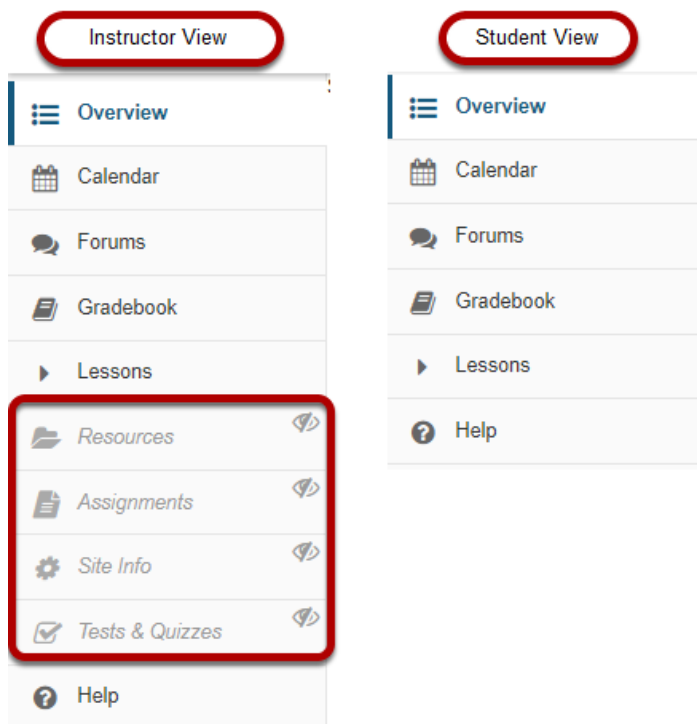 Instructor View
Overview
Calendar
Forums
Gradebook
Lessons
Resources
Assignments
Site Info
Tests & Quizzes
Help
Student View
Overview
Calendar
Forums
Gradebook
Lessons
Help